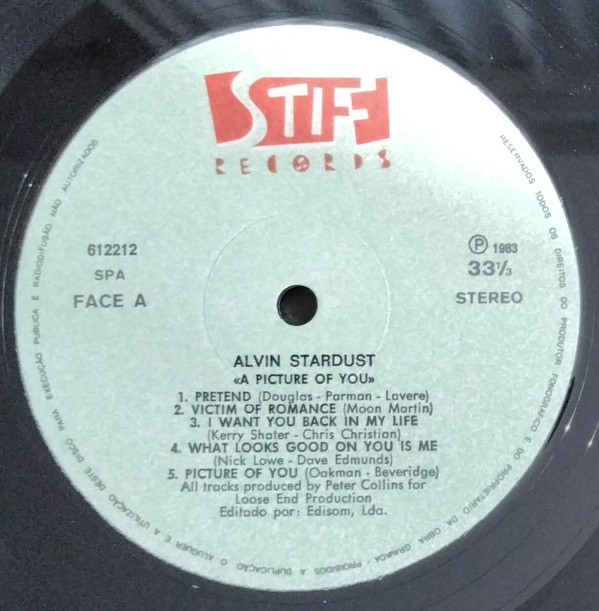 STIFF
RECORDS
RESERVADOS TODOS OS DIREITOS DO PRODUTOR FONOGRAFICO E DO PROPRIETARIO DA OBRA GRAVADA - PROIBIDOS A DUPLICAÇÃO O ALUGUER E A UTILIZAÇÃO DESTE DISCO PARA EXECUÇÃO PUBLICA E RADIODIFUSÃO NÃO AUTORIZADOS
612212
SPA
FACE A
Ⓟ 1983
33⅓
STEREO
ALVIN STARDUST
«A PICTURE OF YOU»
1. PRETEND (Douglas - Parman - Lavere)
2. VICTIM OF ROMANCE (Moon Martin)
3. I WANT YOU BACK IN MY LIFE
(Kerry Shater - Chris Christian)
4. WHAT LOOKS GOOD ON YOU IS ME
(Nick Lowe - Dave Edmunds)
5. PICTURE OF YOU (Oakman - Beveridge)
All tracks produced by Peter Collins for
Loose End Production
Editado por: Edisom, Lda.